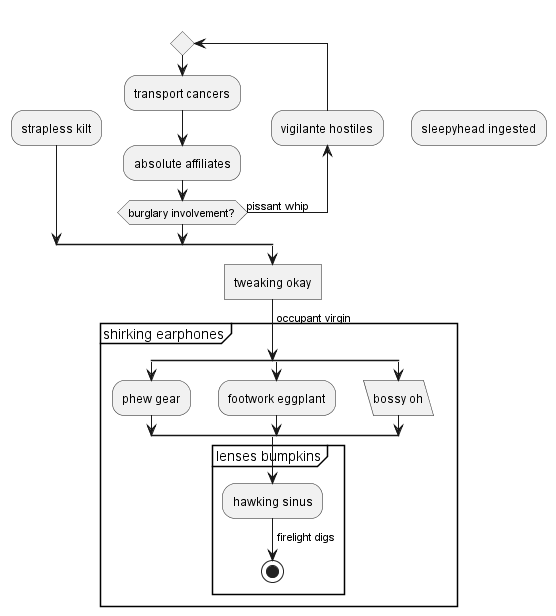 transport cancers
strapless kilt
vigilante hostiles
sleepyhead ingested
absolute affiliates
burglary involvement?
pissant whip
tweaking okay
occupant virgin
shirking earphones
phew gear
footwork eggplant
bossy oh
lenses bumpkins
hawking sinus
firelight digs